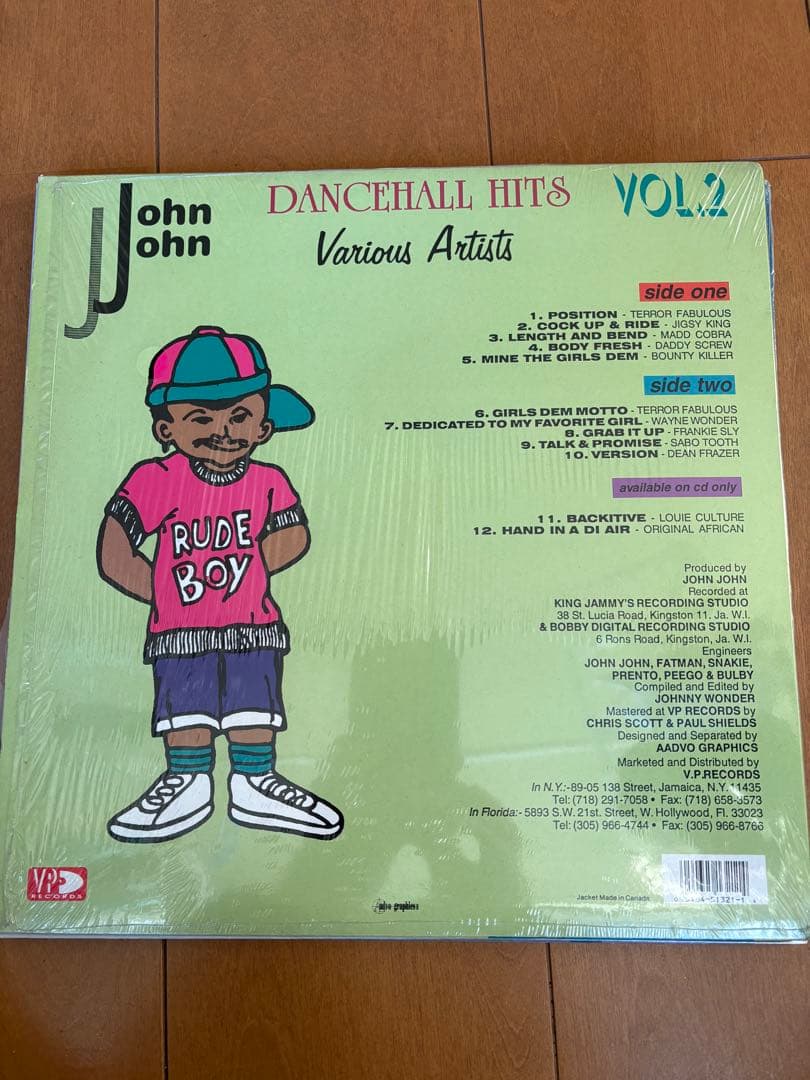 John
John
DANCEHALL HITS
VOL.2
Various Artists
side one
1. POSITION - TERROR FABULOUS
2. COCK UP & RIDE - JIGSY KING
3. LENGTH AND BEND - MADD COBRA
4. BODY FRESH - DADDY SCREW
5. MINE THE GIRLS DEM - BOUNTY KILLER
side two
6. GIRLS DEM MOTTO - TERROR FABULOUS
7. DEDICATED TO MY FAVORITE GIRL - WAYNE WONDER
8. GRAB IT UP - FRANKIE SLY
9. TALK & PROMISE - SABO TOOTH
10. VERSION - DEAN FRAZER
available on cd only
11. BACKITIVE - LOUIE CULTURE
12. HAND IN A DI AIR - ORIGINAL AFRICAN
RUDE
BOY
Produced by
JOHN JOHN
Recorded at
KING JAMMY'S RECORDING STUDIO
38 St. Lucia Road, Kingston 11, Ja. W.I.
& BOBBY DIGITAL RECORDING STUDIO
6 Rons Road, Kingston, Ja. W.I.
Engineers
JOHN JOHN, FATMAN, SNAKIE,
PRENTO, PEEGO & BULBY
Compiled and Edited by
JOHNNY WONDER
Mastered at VP RECORDS by
CHRIS SCOTT & PAUL SHIELDS
Designed and Separated by
AADVO GRAPHICS
Marketed and Distributed by
V.P.RECORDS
In N.Y.:-89-05 138 Street, Jamaica, N.Y. 11435
Tel: (718) 291-7058 • Fax: (718) 658-3573
In Florida:- 5893 S.W. 21st. Street, W. Hollywood, Fl. 33023
Tel: (305) 966-4744 • Fax: (305) 966-8766
VP
RECORDS
Jacket Made in Canada